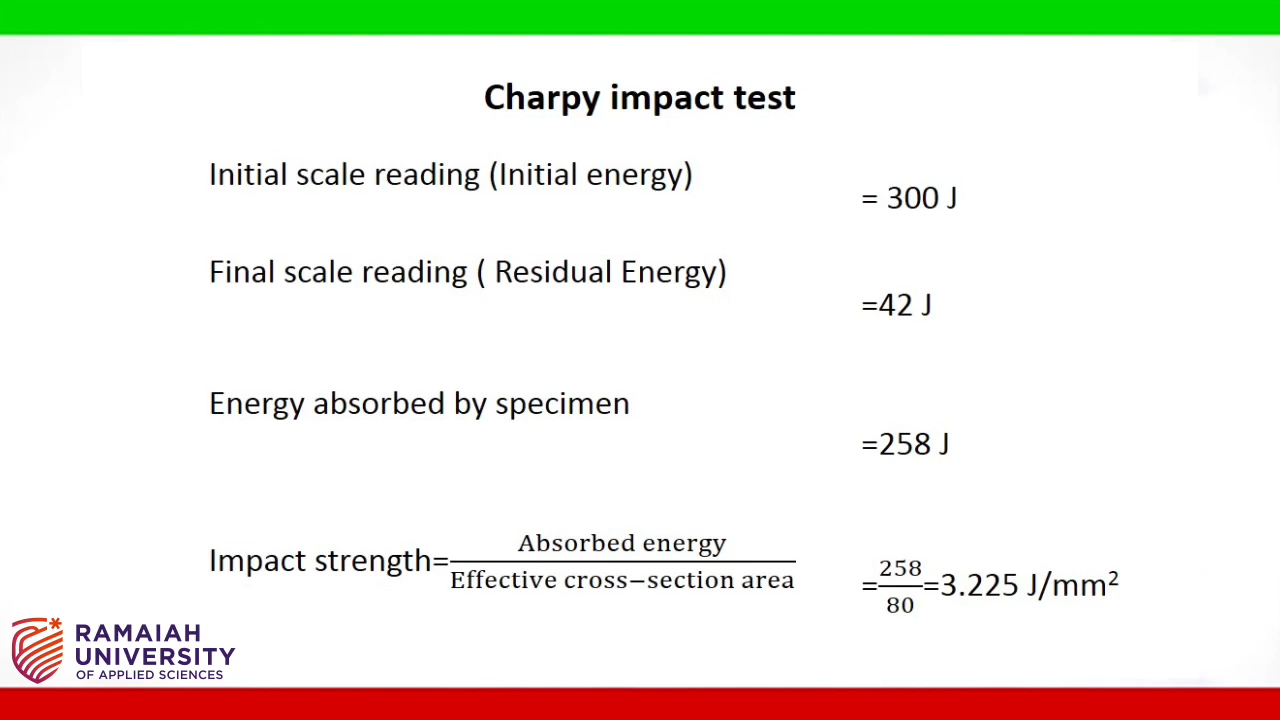 Charpy impact test
Initial scale reading (Initial energy)
= 300 J
Final scale reading ( Residual Energy)
=42 J
Energy absorbed by specimen
=258 J
Impact strength=Absorbed energy/Effective cross−section area
=258/80=3.225 J/mm²
RAMAIAH
UNIVERSITY
OF APPLIED SCIENCES